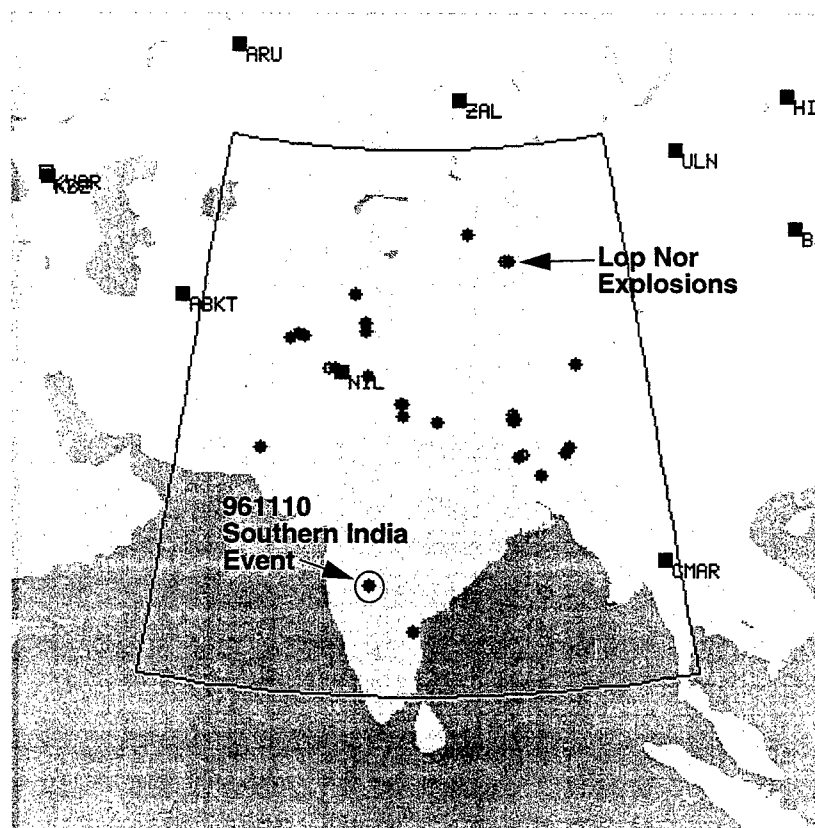 ARU
ZAL
HI
ULN
B
Lop Nor
Explosions
ABKT
NIL
961110
Southern India
Event
CMAR